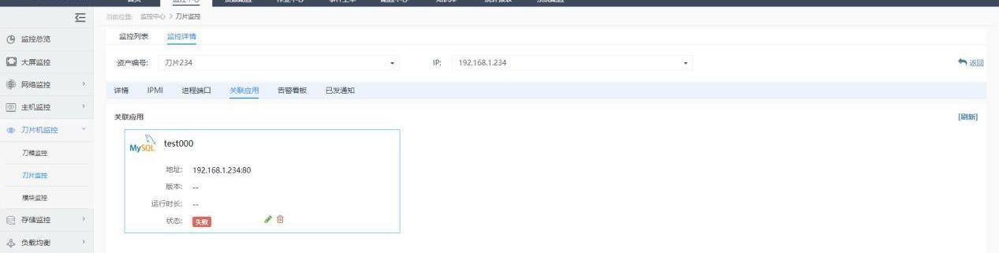 当前位置: 监控中心 > 刀片监控
监控列表 监控详情
资产编号: 刀片234 IP: 192.168.1.234 返回
详情 IPMI 进程端口 关联应用 告警看板 已发通知
关联应用 [刷新]
MySQL test000
地址: 192.168.1.234:80
版本: --
运行时长: --
状态: 失败
监控总览
大屏监控
网络监控
主机监控
刀片机监控
刀箱监控
刀片监控
模块监控
存储监控
负载均衡